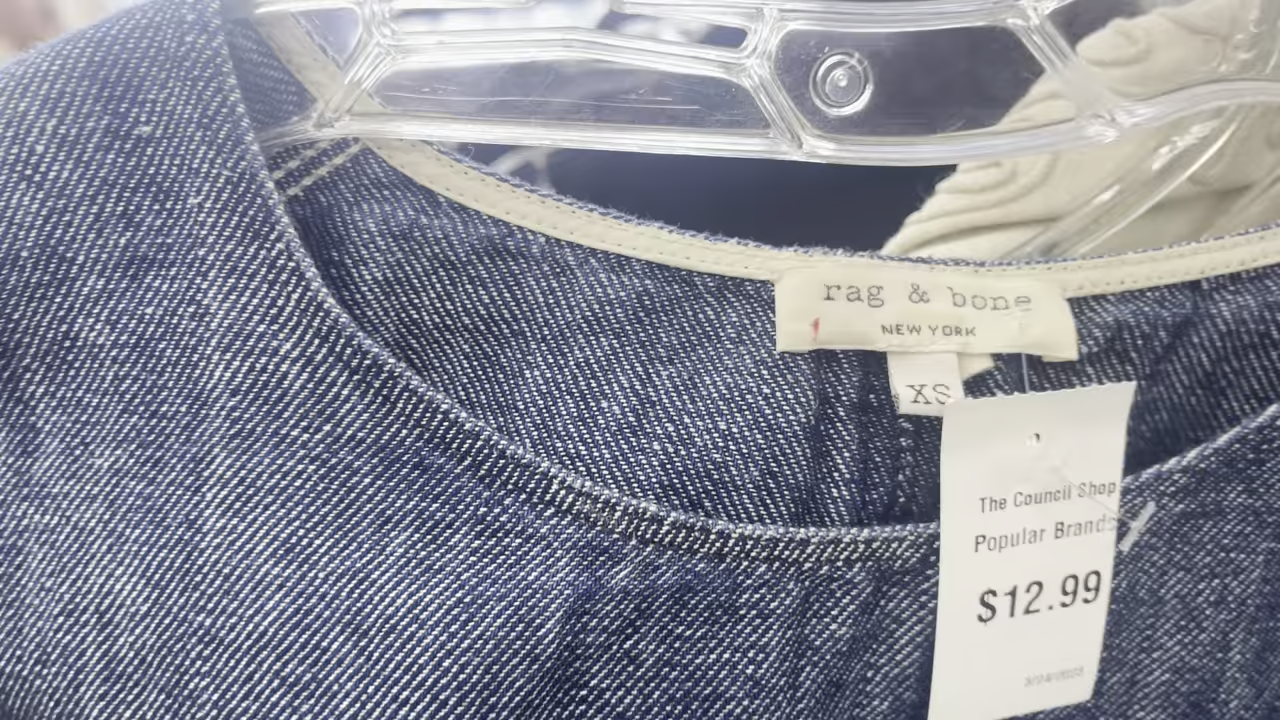 rag & bone
NEW YORK
XS
The Council Shop
Popular Brands
$12.99